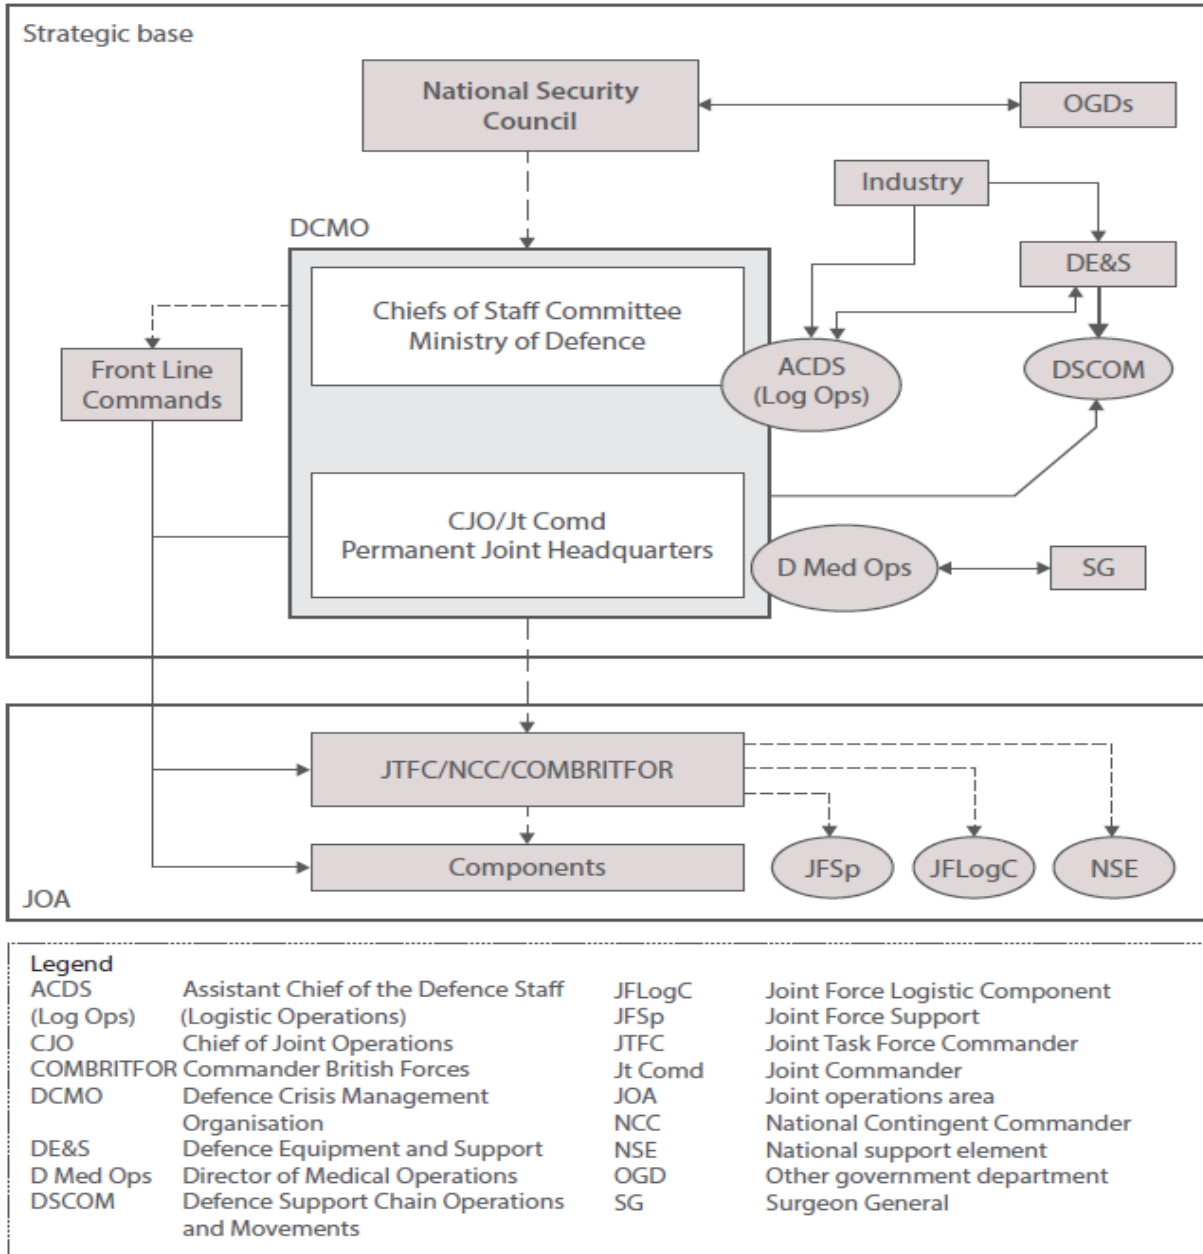 Strategic base
National Security
Council
OGDs
Industry
DCMO
DE&S
Chiefs of Staff Committee
Ministry of Defence
Front Line
Commands
ACDS
(Log Ops)
DSCOM
CJO/Jt Comd
Permanent Joint Headquarters
D Med Ops
SG
JTFC/NCC/COMBRITFOR
Components
JFSp
JFLogC
NSE
JOA
Legend
ACDS Assistant Chief of the Defence Staff
(Log Ops) (Logistic Operations)
CJO Chief of Joint Operations
COMBRITFOR Commander British Forces
DCMO Defence Crisis Management
Organisation
DE&S Defence Equipment and Support
D Med Ops Director of Medical Operations
DSCOM Defence Support Chain Operations
and Movements
JFLogC Joint Force Logistic Component
JFSp Joint Force Support
JTFC Joint Task Force Commander
Jt Comd Joint Commander
JOA Joint operations area
NCC National Contingent Commander
NSE National support element
OGD Other government department
SG Surgeon General